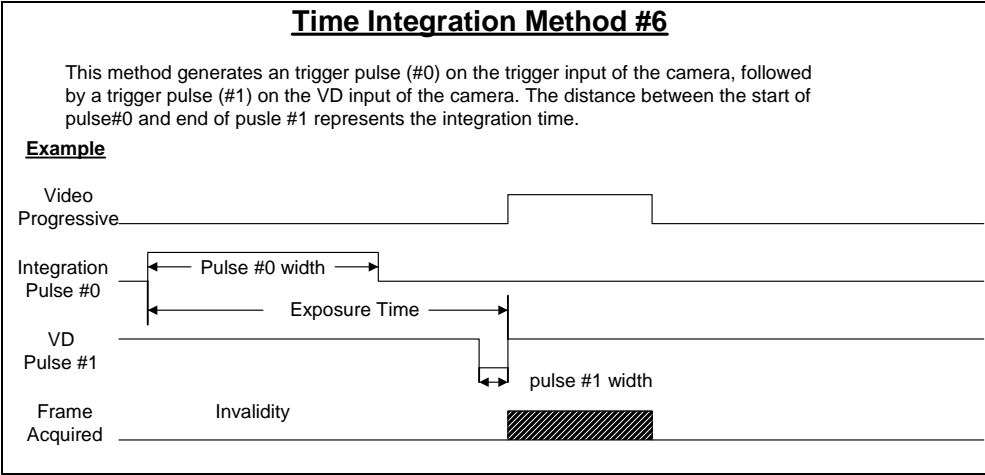 Time Integration Method #6
This method generates an trigger pulse (#0) on the trigger input of the camera, followed
by a trigger pulse (#1) on the VD input of the camera. The distance between the start of
pulse#0 and end of pusle #1 represents the integration time.
Example
Video
Progressive
Integration
Pulse #0
Pulse #0 width
Exposure Time
VD
Pulse #1
pulse #1 width
Frame
Acquired
Invalidity